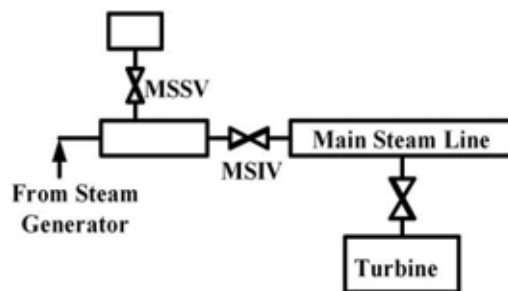 MSSV
Main Steam Line
MSIV
From Steam
Generator
Turbine